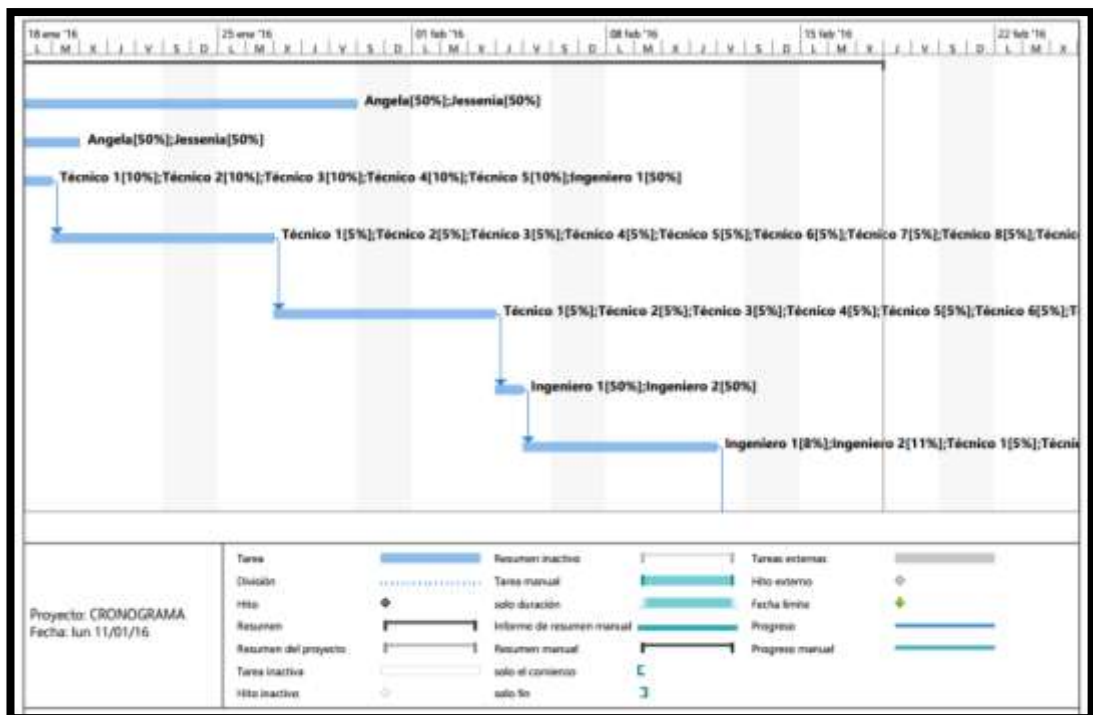 18 ene '16 25 ene '16 01 feb '16 08 feb '16 15 feb '16 22 feb '16
L M X J V S D L M X J V S D L M X J V S D L M X J V S D L M X J V S D L M X
Angela[50%];Jessenia[50%]
Angela[50%];Jessenia[50%]
Técnico 1[10%];Técnico 2[10%];Técnico 3[10%];Técnico 4[10%];Técnico 5[10%];Ingeniero 1[50%]
Técnico 1[5%];Técnico 2[5%];Técnico 3[5%];Técnico 4[5%];Técnico 5[5%];Técnico 6[5%];Técnico 7[5%];Técnico 8[5%];Técnico
Técnico 1[5%];Técnico 2[5%];Técnico 3[5%];Técnico 4[5%];Técnico 5[5%];Técnico 6[5%];T
Ingeniero 1[50%];Ingeniero 2[50%]
Ingeniero 1[8%];Ingeniero 2[11%];Técnico 1[5%];Técni
Proyecto: CRONOGRAMA
Fecha: lun 11/01/16
Tarea Resumen inactivo Tareas externas
División Tarea manual Hito externo
Hito solo duración Fecha límite
Resumen Informe de resumen manual Progreso
Resumen del proyecto Resumen manual Progreso manual
Tarea inactiva solo el comienzo
Hito inactivo solo fin